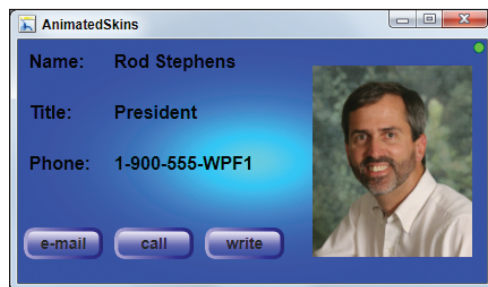 AnimatedSkins
Name: Rod Stephens
Title: President
Phone: 1-900-555-WPF1
e-mail call write